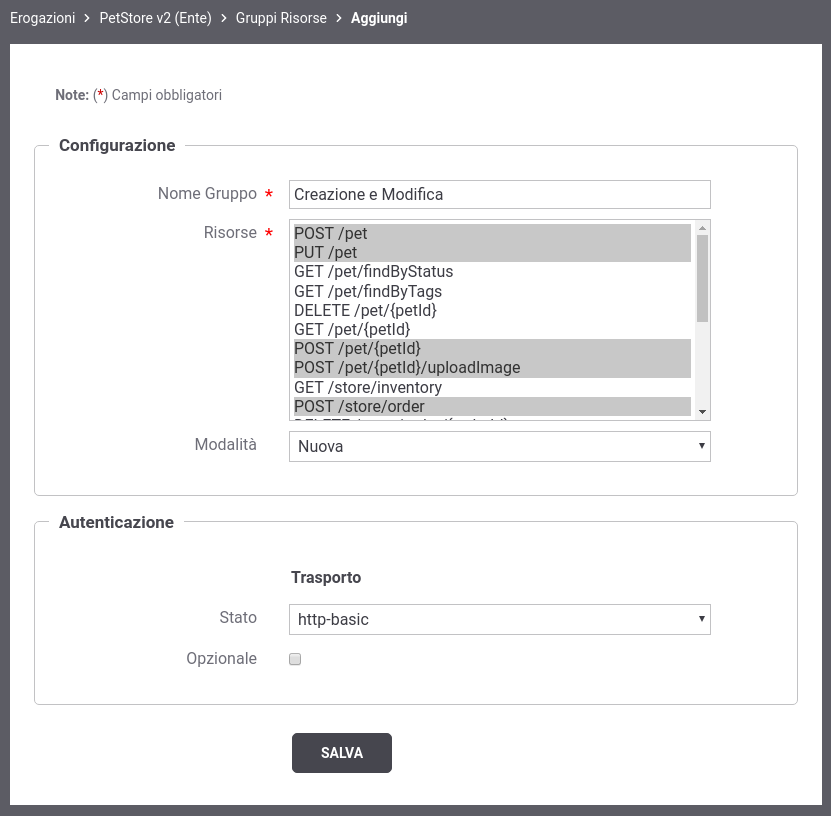 Erogazioni > PetStore v2 (Ente) > Gruppi Risorse > Aggiungi
Note: (*) Campi obbligatori
Configurazione
Nome Gruppo * Creazione e Modifica
Risorse *
POST /pet
PUT /pet
GET /pet/findByStatus
GET /pet/findByTags
DELETE /pet/{petId}
GET /pet/{petId}
POST /pet/{petId}
POST /pet/{petId}/uploadImage
GET /store/inventory
POST /store/order
Modalità Nuova
Autenticazione
Trasporto
Stato http-basic
Opzionale
SALVA